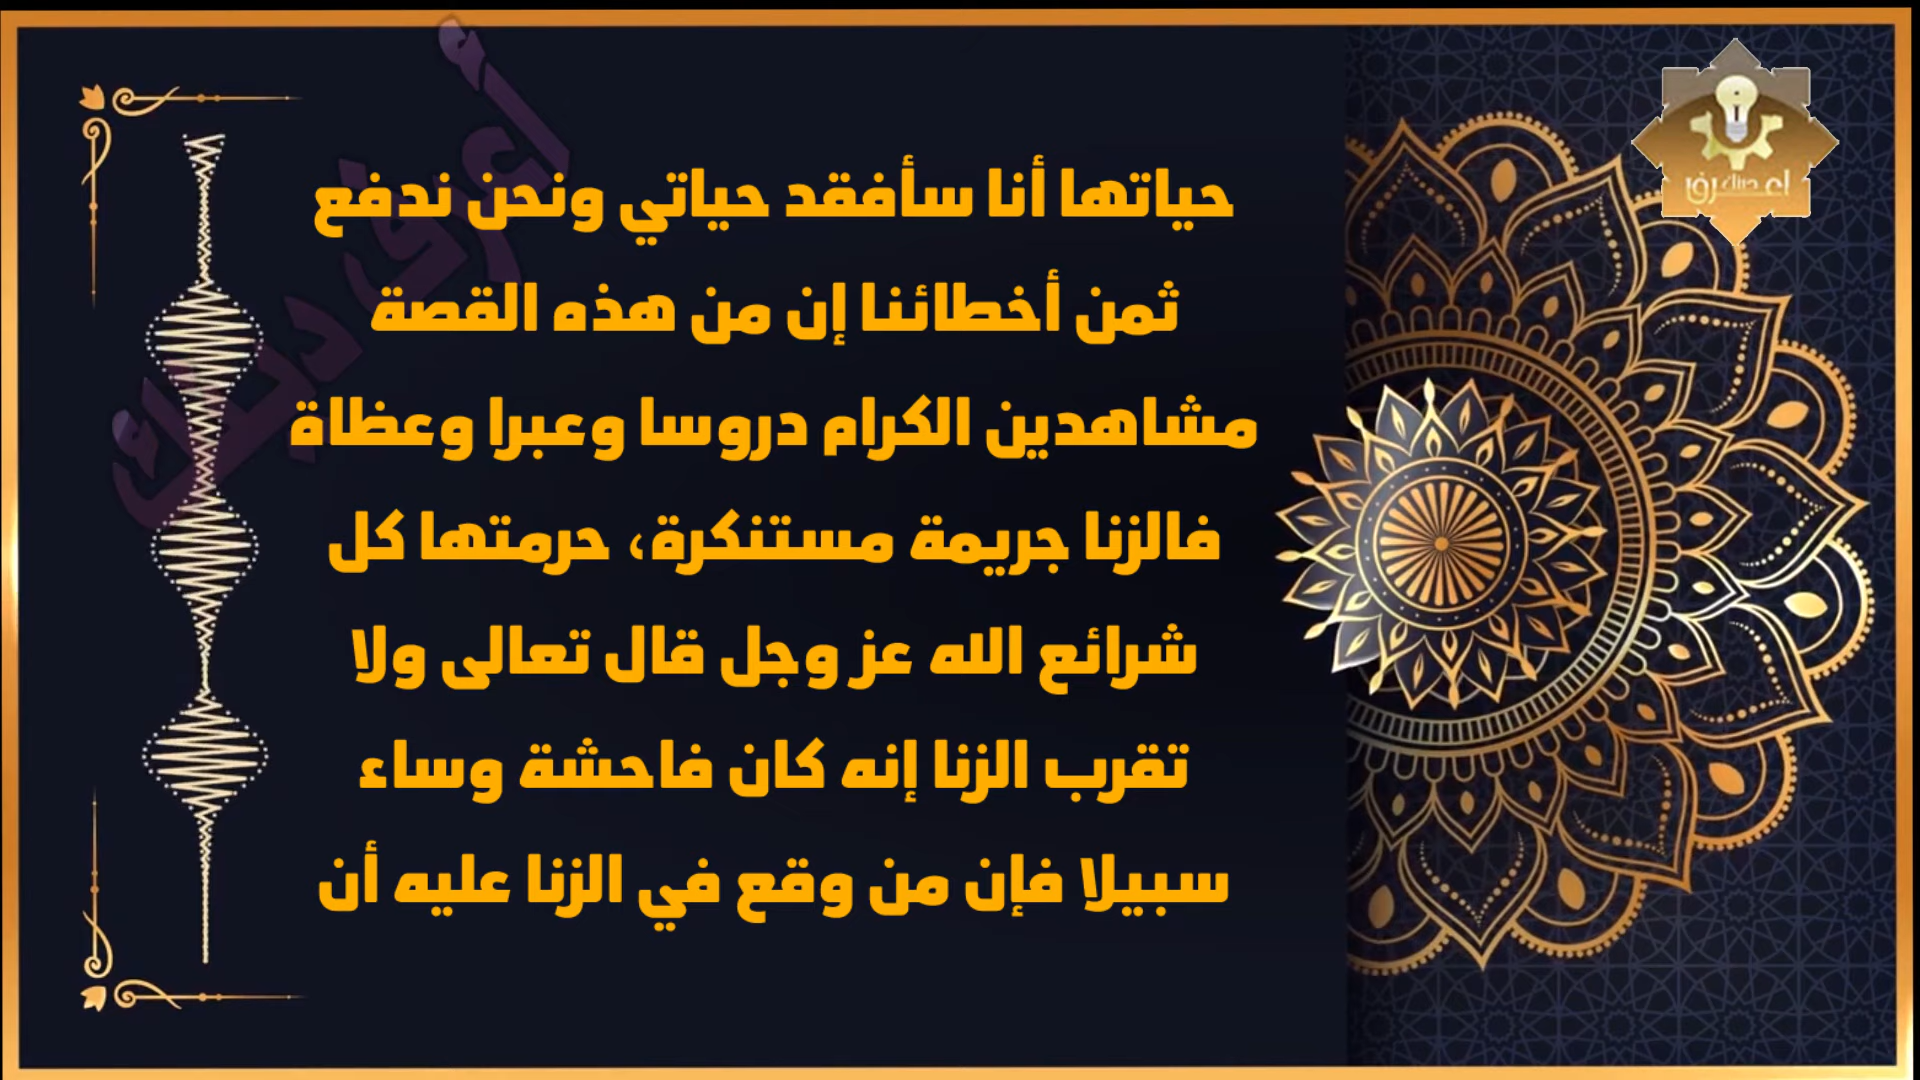 حياتها أنا سأفقد حياتي ونحن ندفع
ثمن أخطائنا إن من هذه القصة
مشاهدين الكرام دروسا وعبرا وعظاة
فالزنا جريمة مستنكرة، حرمتها كل
شرائع الله عز وجل قال تعالى ولا
تقرب الزنا إنه كان فاحشة وساء
سبيلا فإن من وقع في الزنا عليه أن
أعرف دينك